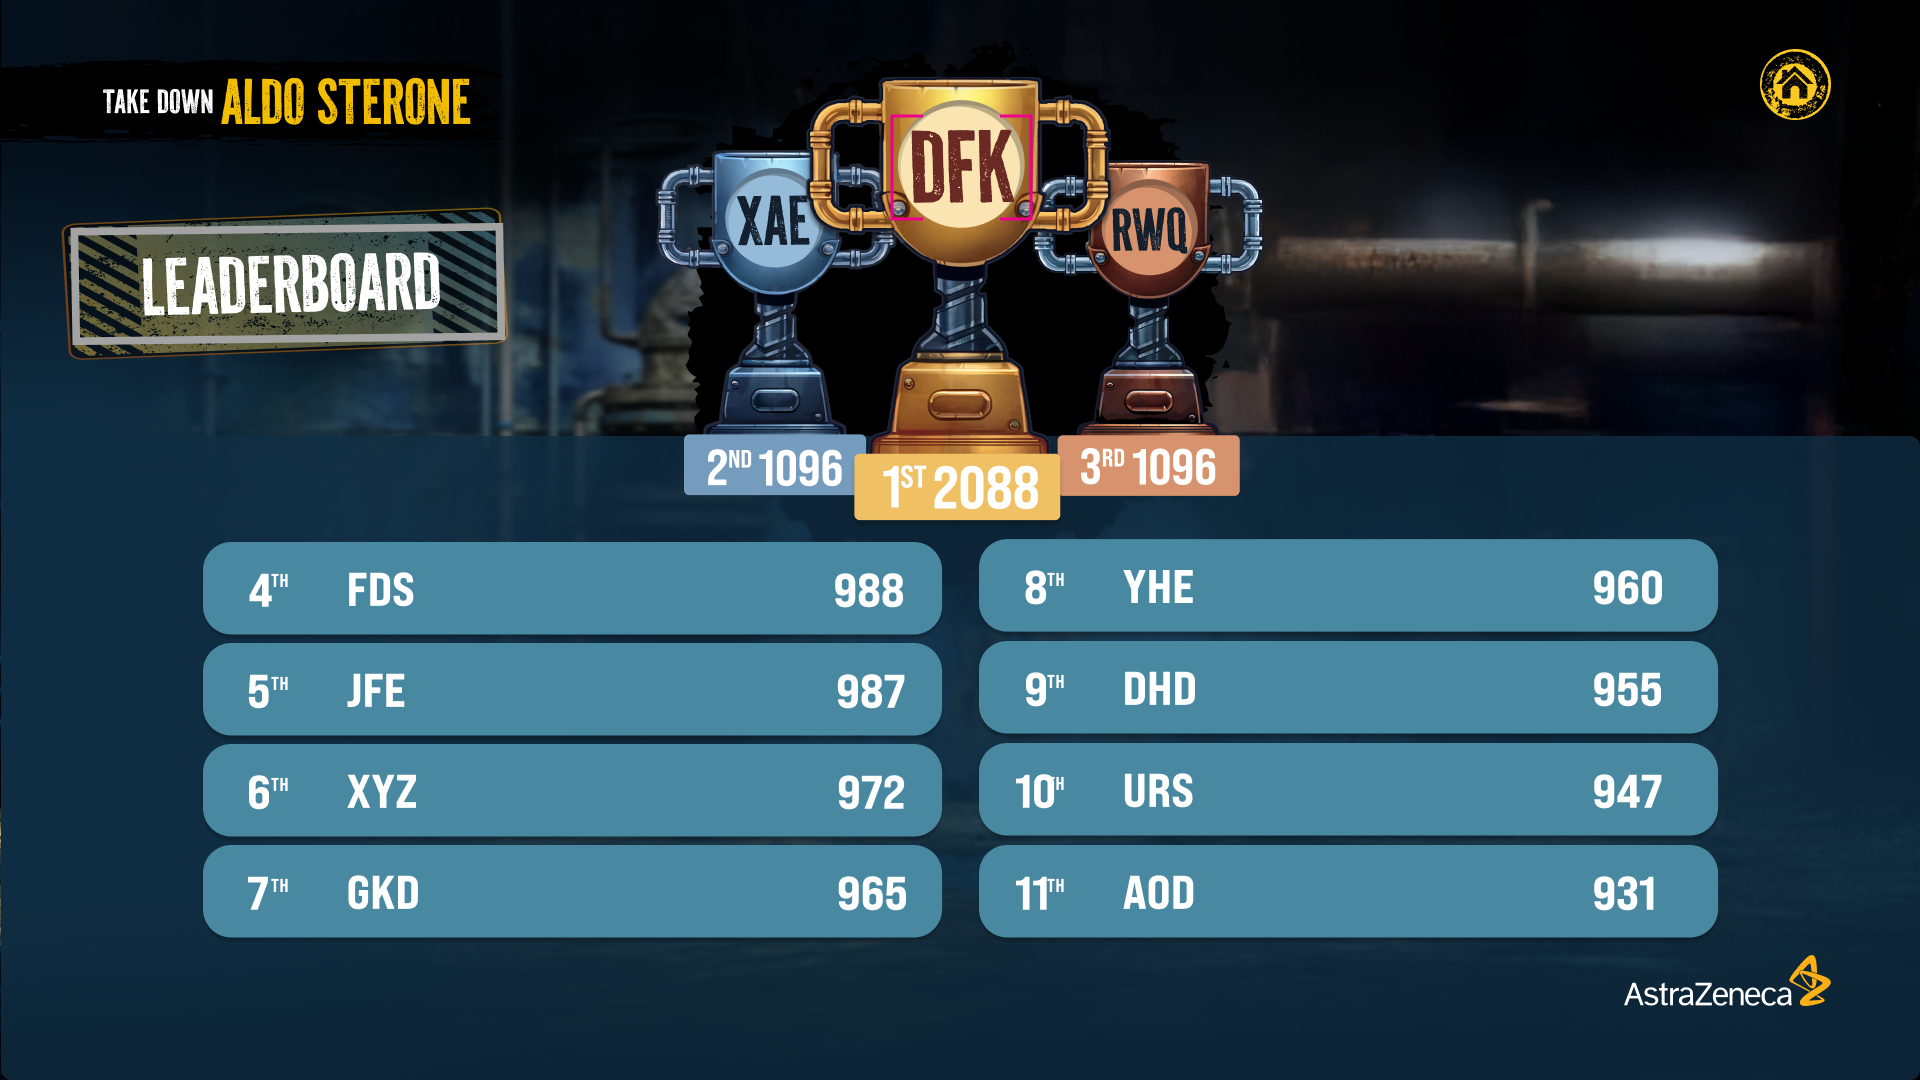 TAKE DOWN ALDO STERONE
LEADERBOARD
XAE
DFK
RWQ
2ND 1096
1ST 2088
3RD 1096
4TH FDS 988
5TH JFE 987
6TH XYZ 972
7TH GKD 965
8TH YHE 960
9TH DHD 955
10TH URS 947
11TH AOD 931
AstraZeneca